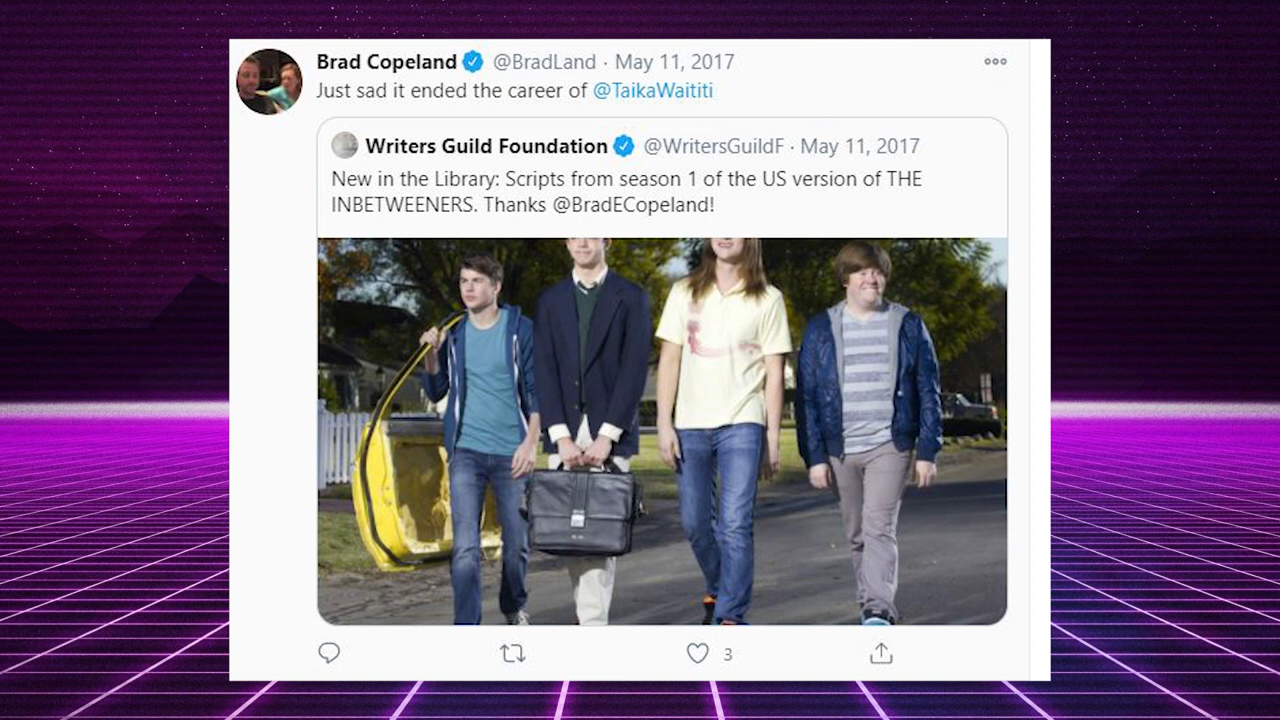 Brad Copeland @BradLand · May 11, 2017
Just sad it ended the career of @TaikaWaititi
Writers Guild Foundation @WritersGuildF · May 11, 2017
New in the Library: Scripts from season 1 of the US version of THE
INBETWEENERS. Thanks @BradECopeland!
3